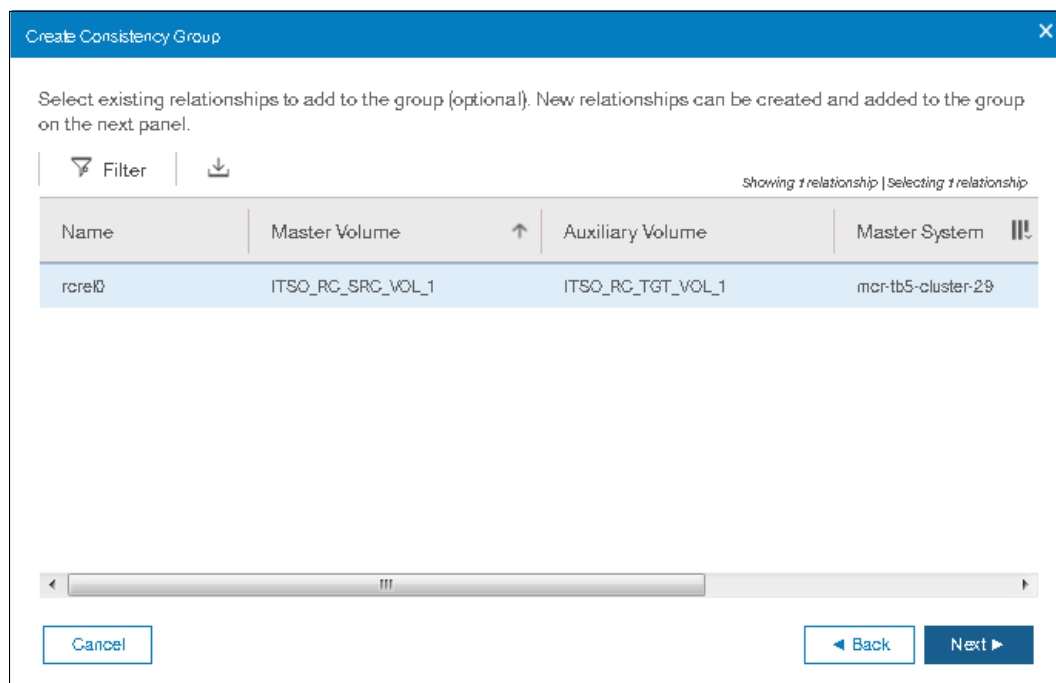 Create Consistency Group
Select existing relationships to add to the group (optional). New relationships can be created and added to the group
on the next panel.
Filter
Showing 1 relationship | Selecting 1 relationship
Name Master Volume Auxiliary Volume Master System
rcrel0 ITSO_RC_SRC_VOL_1 ITSO_RC_TGT_VOL_1 mcr-tb5-cluster-29
Cancel Back Next